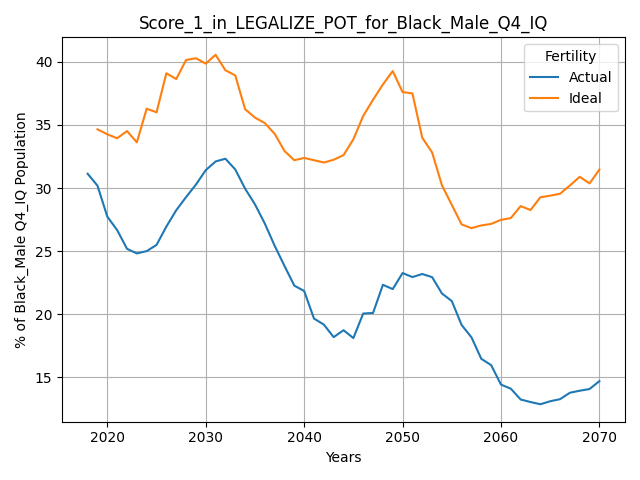 Score_1_in_LEGALIZE_POT_for_Black_Male_Q4_IQ
% of Black_Male Q4_IQ Population
40
35
30
25
20
15
Fertility
Actual
Ideal
2020 2030 2040 2050 2060 2070
Years